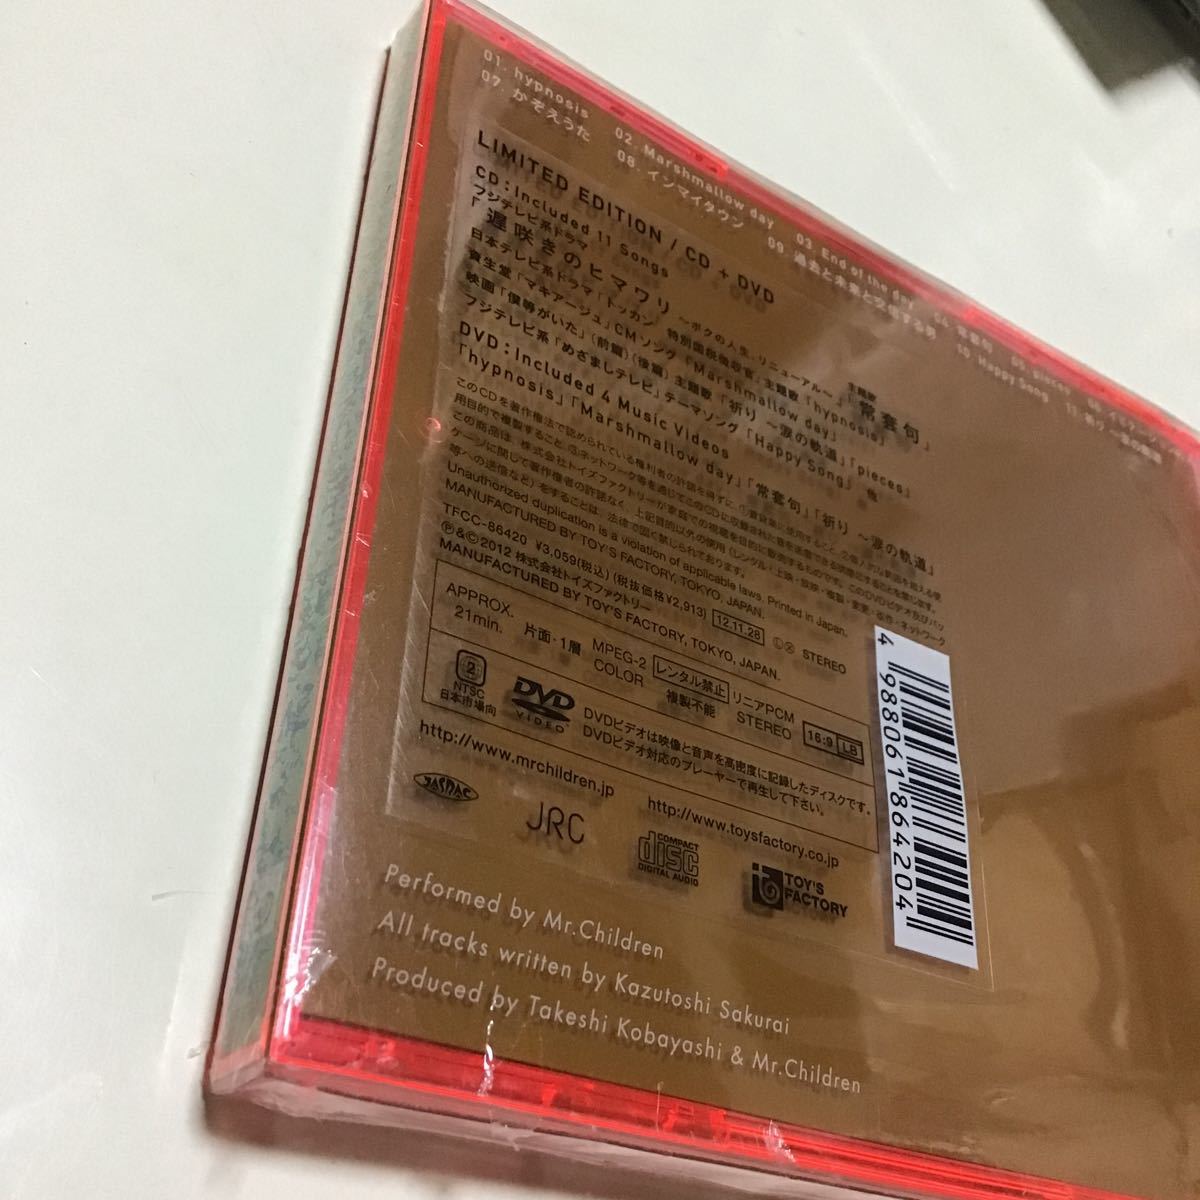 01. hypnosis 02. Marshmallow day 03. End of the day 04. 常套句 05. pieces
07. かぞえうた 08. インマイタウン 09. 過去と未来と交信する男 10. Happy Song
LIMITED EDITION / CD + DVD
CD：Included 11 Songs
フジテレビ系ドラマ
「遅咲きのヒマワリ ～ボクの人生、リニューアル～」主題歌「常套句」
日本テレビ系ドラマ「トッカン 特別国税徴収官」主題歌「hypnosis」
資生堂「マキアージュ」CMソング「Marshmallow day」
映画「僕等がいた」(前篇)(後篇)主題歌「祈り ～涙の軌道」「pieces」
フジテレビ系「めざましテレビ」テーマソング「Happy Song」 他
DVD：Included 4 Music Videos
「hypnosis」「Marshmallow day」「常套句」「祈り ～涙の軌道」
Unauthorized duplication is a violation of applicable laws. Printed in Japan.
MANUFACTURED BY TOY'S FACTORY, TOKYO, JAPAN.
TFCC-86420 ¥3,059(税込) (税抜価格¥2,913) 12.11.28 STEREO
Ⓟ&©2012 株式会社トイズファクトリー
MANUFACTURED BY TOY'S FACTORY, TOKYO, JAPAN.
APPROX. 21min. 片面・1層 MPEG-2 COLOR レンタル禁止 複製不能 リニアPCM STEREO 16:9 LB
2 NTSC 日本市場向
DVD VIDEO
DVDビデオは映像と音声を高密度に記録したディスクです。
DVDビデオ対応のプレーヤーで再生して下さい。
http://www.mrchildren.jp http://www.toysfactory.co.jp
JASRAC JRC COMPACT disc DIGITAL AUDIO TOY'S FACTORY
4 988061 864204
Performed by Mr.Children
All tracks written by Kazutoshi Sakurai
Produced by Takeshi Kobayashi & Mr.Children